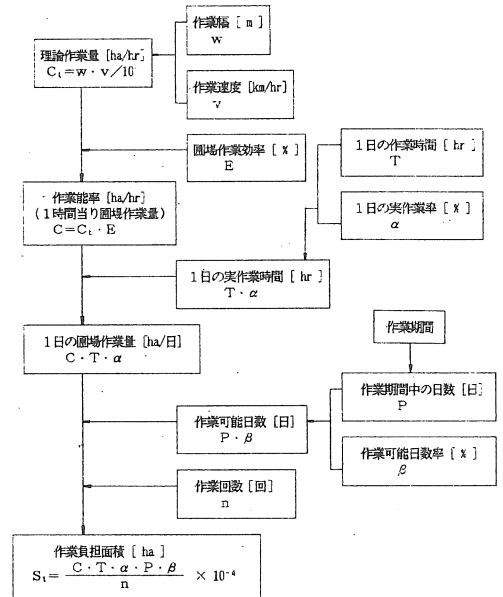 作業幅 [ m ]
w
理論作業量 [ha/hr]
Cₜ=w・v/10
作業速度 [km/hr]
v
圃場作業効率 [ % ]
E
1日の作業時間 [ hr ]
T
作業能率 [ha/hr]
(1時間当り圃場作業量)
C=Cₜ・E
1日の実作業率 [ % ]
α
1日の実作業時間 [ hr ]
T・α
作業期間
1日の圃場作業量 [ha/日]
C・T・α
作業期間中の日数 [日]
P
作業可能日数 [日]
P・β
作業可能日数率 [ % ]
β
作業回数 [回]
n
作業負担面積 [ ha ]
Sₜ= C・T・α・P・β / n × 10⁻⁴